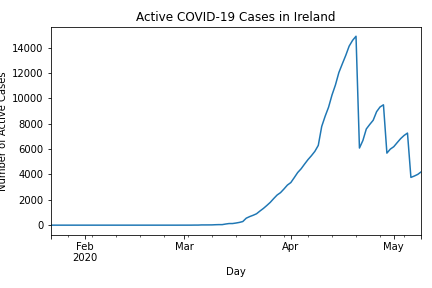 Active COVID-19 Cases in Ireland
Number of Active Cases
14000
12000
10000
8000
6000
4000
2000
0
Feb
2020
Mar
Apr
May
Day